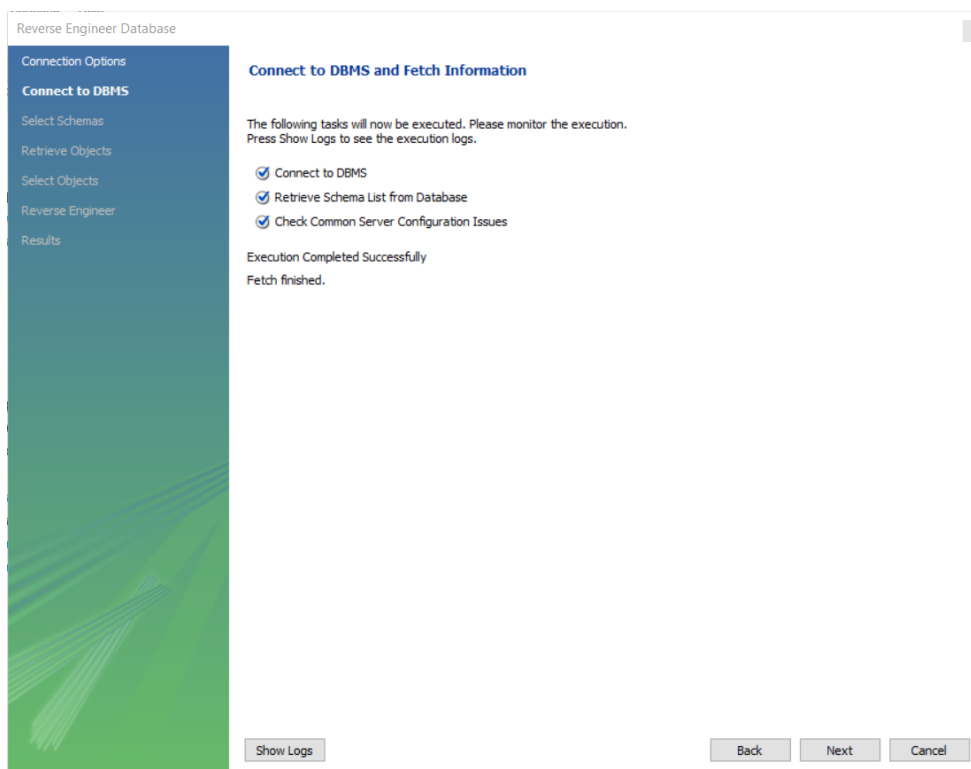 Reverse Engineer Database
Connection Options
Connect to DBMS
Select Schemas
Retrieve Objects
Select Objects
Reverse Engineer
Results
Connect to DBMS and Fetch Information
The following tasks will now be executed. Please monitor the execution.
Press Show Logs to see the execution logs.
Connect to DBMS
Retrieve Schema List from Database
Check Common Server Configuration Issues
Execution Completed Successfully
Fetch finished.
Show Logs
Back
Next
Cancel